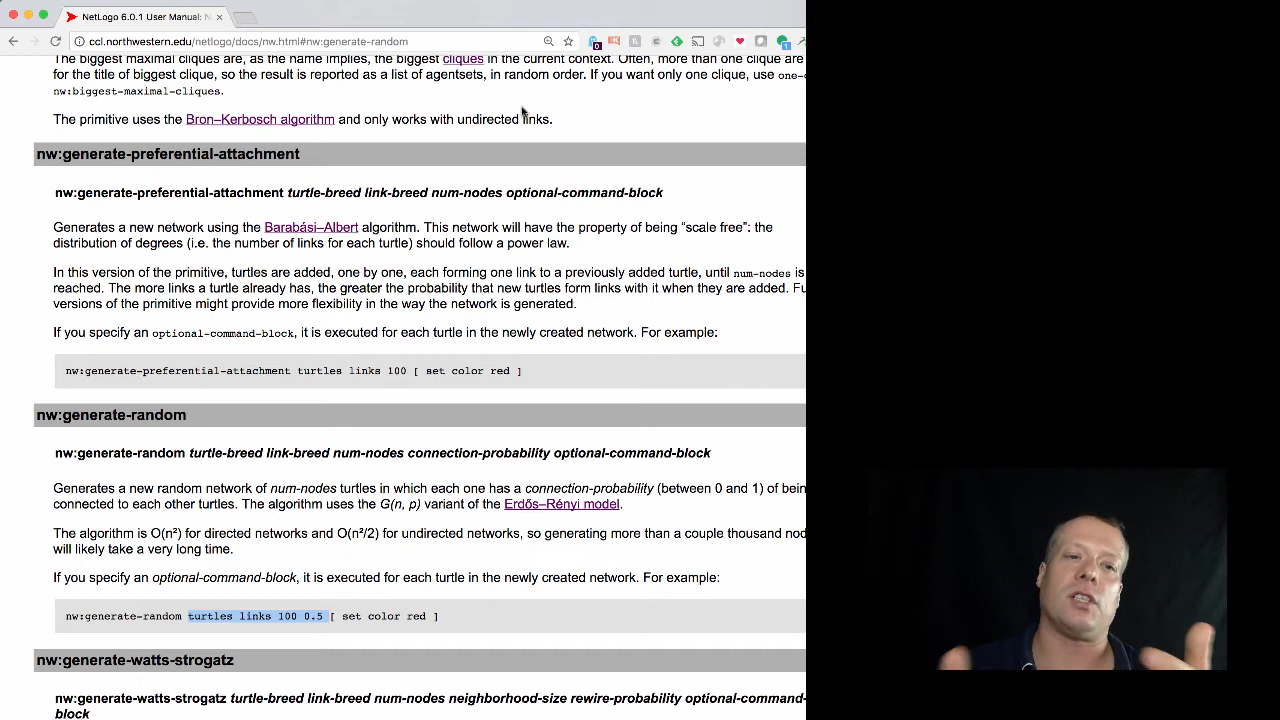 NetLogo 6.0.1 User Manual: N
ccl.northwestern.edu/netlogo/docs/nw.html#nw:generate-random
The biggest maximal cliques are, as the name implies, the biggest cliques in the current context. Often, more than one clique are
for the title of biggest clique, so the result is reported as a list of agentsets, in random order. If you want only one clique, use one-o
nw:biggest-maximal-cliques.
The primitive uses the Bron–Kerbosch algorithm and only works with undirected links.
nw:generate-preferential-attachment
nw:generate-preferential-attachment turtle-breed link-breed num-nodes optional-command-block
Generates a new network using the Barabási–Albert algorithm. This network will have the property of being “scale free”: the
distribution of degrees (i.e. the number of links for each turtle) should follow a power law.
In this version of the primitive, turtles are added, one by one, each forming one link to a previously added turtle, until num-nodes is
reached. The more links a turtle already has, the greater the probability that new turtles form links with it when they are added. Fu
versions of the primitive might provide more flexibility in the way the network is generated.
If you specify an optional-command-block, it is executed for each turtle in the newly created network. For example:
nw:generate-preferential-attachment turtles links 100 [ set color red ]
nw:generate-random
nw:generate-random turtle-breed link-breed num-nodes connection-probability optional-command-block
Generates a new random network of num-nodes turtles in which each one has a connection-probability (between 0 and 1) of bein
connected to each other turtles. The algorithm uses the G(n, p) variant of the Erdős–Rényi model.
The algorithm is O(n²) for directed networks and O(n²/2) for undirected networks, so generating more than a couple thousand nod
will likely take a very long time.
If you specify an optional-command-block, it is executed for each turtle in the newly created network. For example:
nw:generate-random turtles links 100 0.5 [ set color red ]
nw:generate-watts-strogatz
nw:generate-watts-strogatz turtle-breed link-breed num-nodes neighborhood-size rewire-probability optional-command-
block